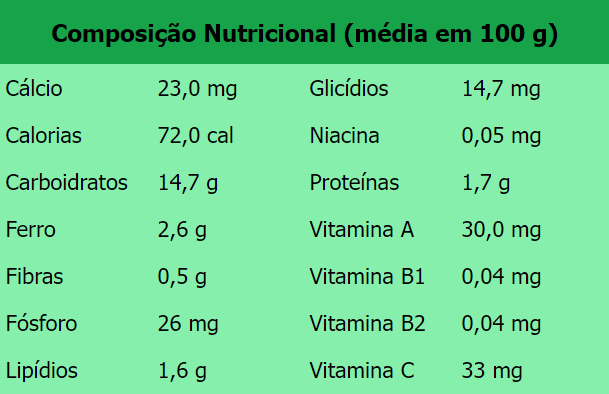 Composição Nutricional (média em 100 g)
Cálcio 23,0 mg Glicídios 14,7 mg
Calorias 72,0 cal Niacina 0,05 mg
Carboidratos 14,7 g Proteínas 1,7 g
Ferro 2,6 g Vitamina A 30,0 mg
Fibras 0,5 g Vitamina B1 0,04 mg
Fósforo 26 mg Vitamina B2 0,04 mg
Lipídios 1,6 g Vitamina C 33 mg